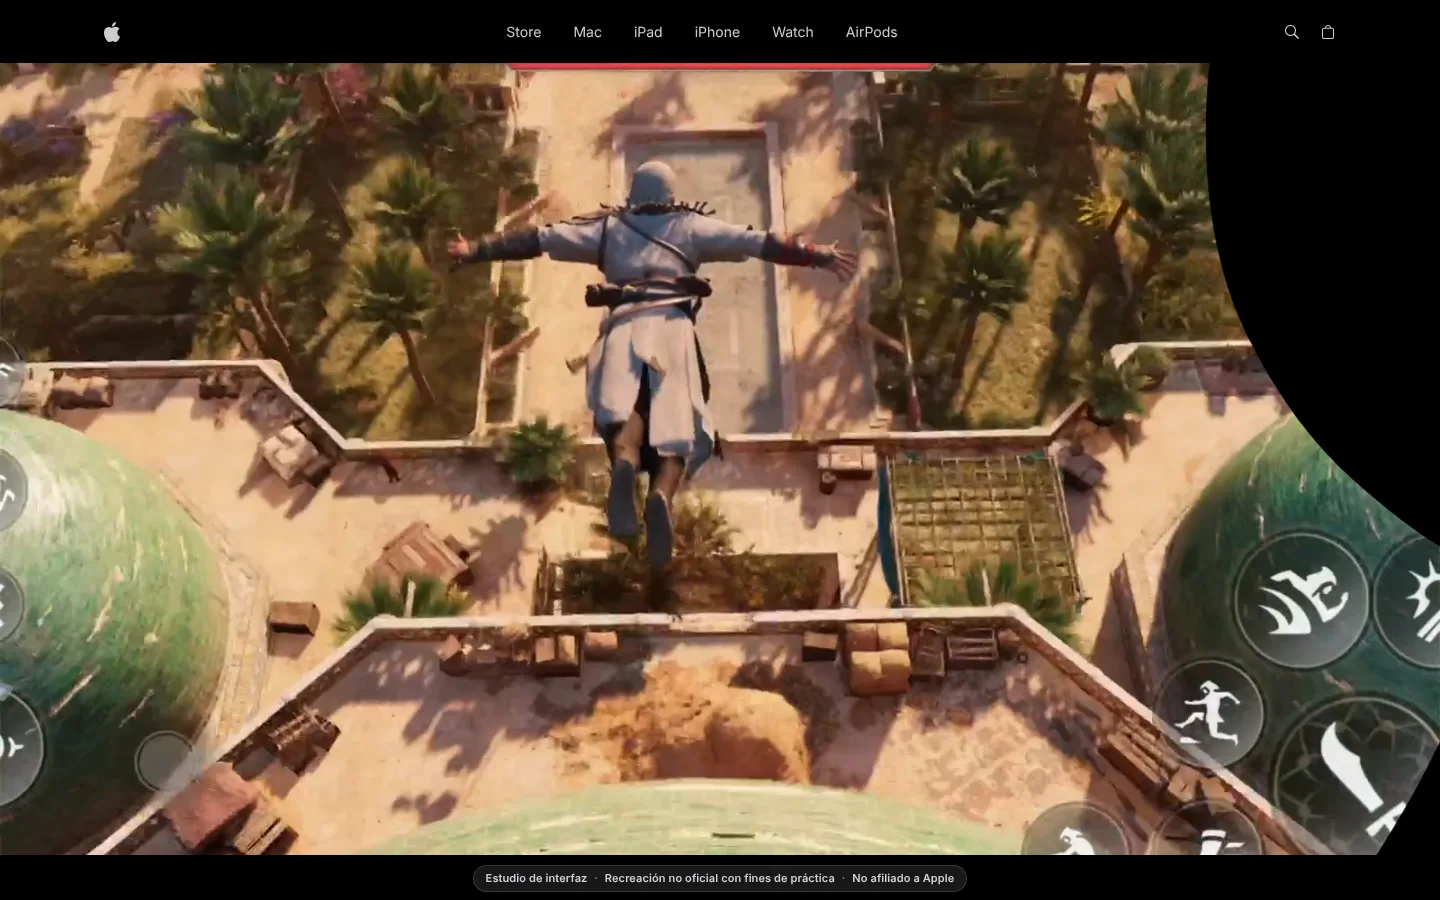 Store
Mac
iPad
iPhone
Watch
AirPods
Estudio de interfaz · Recreación no oficial con fines de práctica · No afiliado a Apple